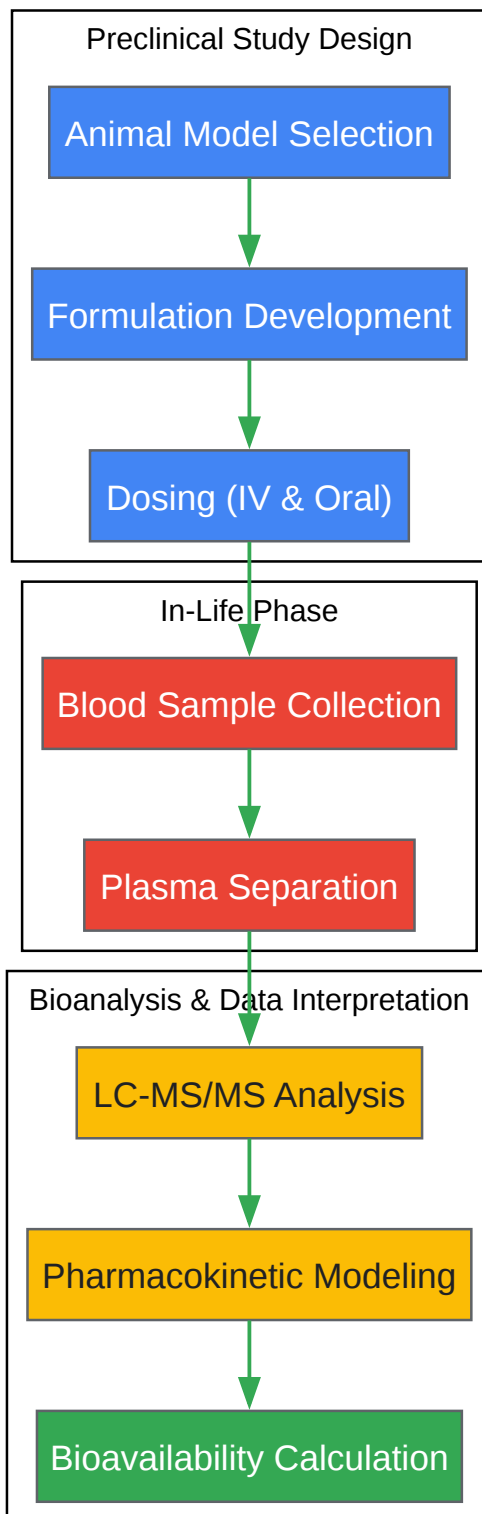 Preclinical Study Design
Animal Model Selection
Formulation Development
Dosing (IV & Oral)
In-Life Phase
Blood Sample Collection
Plasma Separation
Bioanalysis & Data Interpretation
LC-MS/MS Analysis
Pharmacokinetic Modeling
Bioavailability Calculation